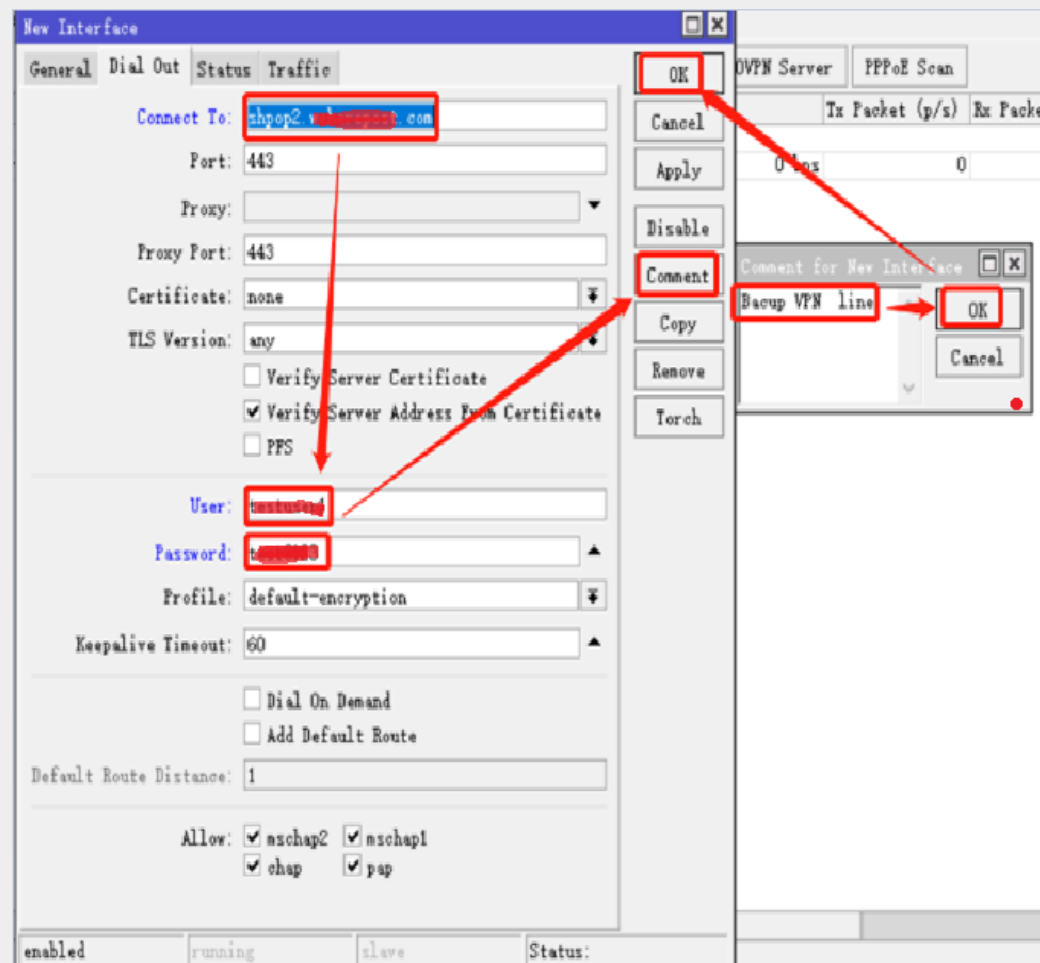 New Interface
General Dial Out Status Traffic
OK
OVPN Server PPPoE Scan
Connect To: shpop2. .com
Cancel
Tx Packet (p/s) Rx Packe
Port: 443
Apply
0
Proxy:
Disable
Proxy Port: 443
Comment
Comment for New Interface
Certificate: none
Bacup VPN line OK
Copy
TLS Version: any
Cancel
Verify Server Certificate
Remove
Verify Server Address From Certificate
Torch
PFS
User:
Password:
Profile: default-encryption
Keepalive Timeout: 60
Dial On Demand
Add Default Route
Default Route Distance: 1
Allow: mschap2 mschap1
chap pap
enabled running slave Status: